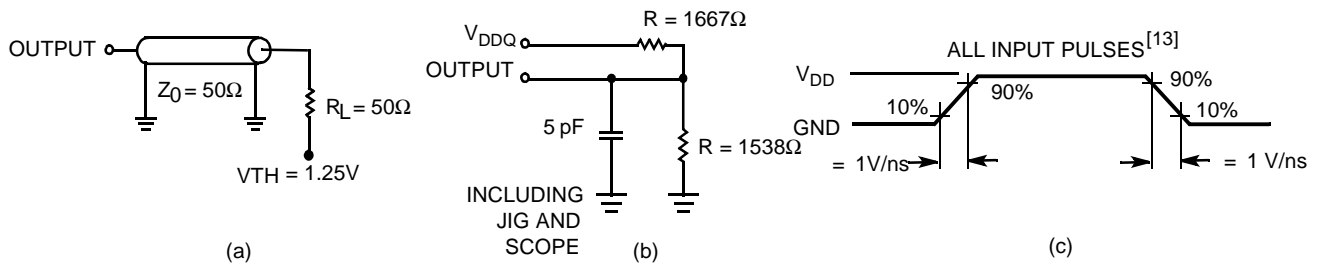 OUTPUT
Z0 = 50Ω
RL = 50Ω
VTH = 1.25V
(a)
R = 1667Ω
VDDQ
OUTPUT
5 pF
R = 1538Ω
INCLUDING
JIG AND
SCOPE
(b)
ALL INPUT PULSES[13]
VDD
GND
10%
90%
90%
10%
= 1V/ns
= 1 V/ns
(c)